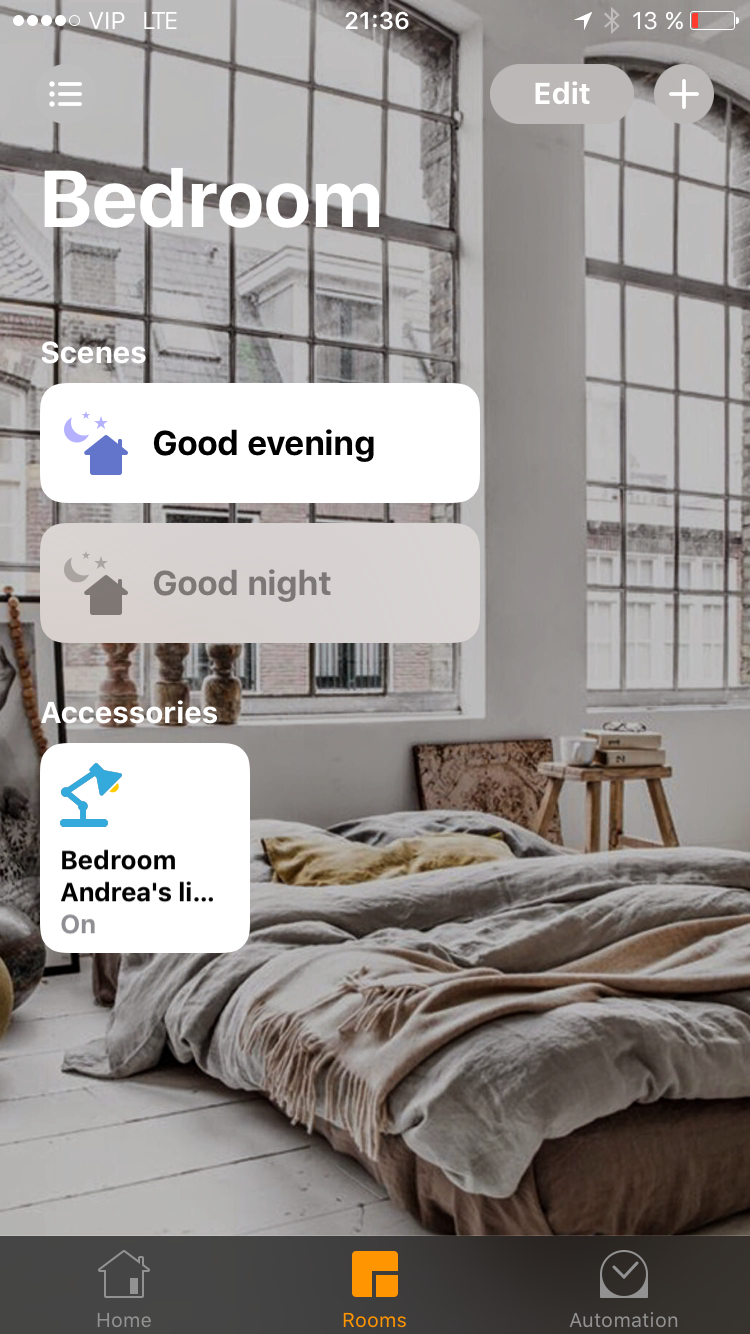 VIP LTE 21:36 13 %
Edit
Bedroom
Scenes
Good evening
Good night
Accessories
Bedroom
Andrea's li...
On
Home Rooms Automation